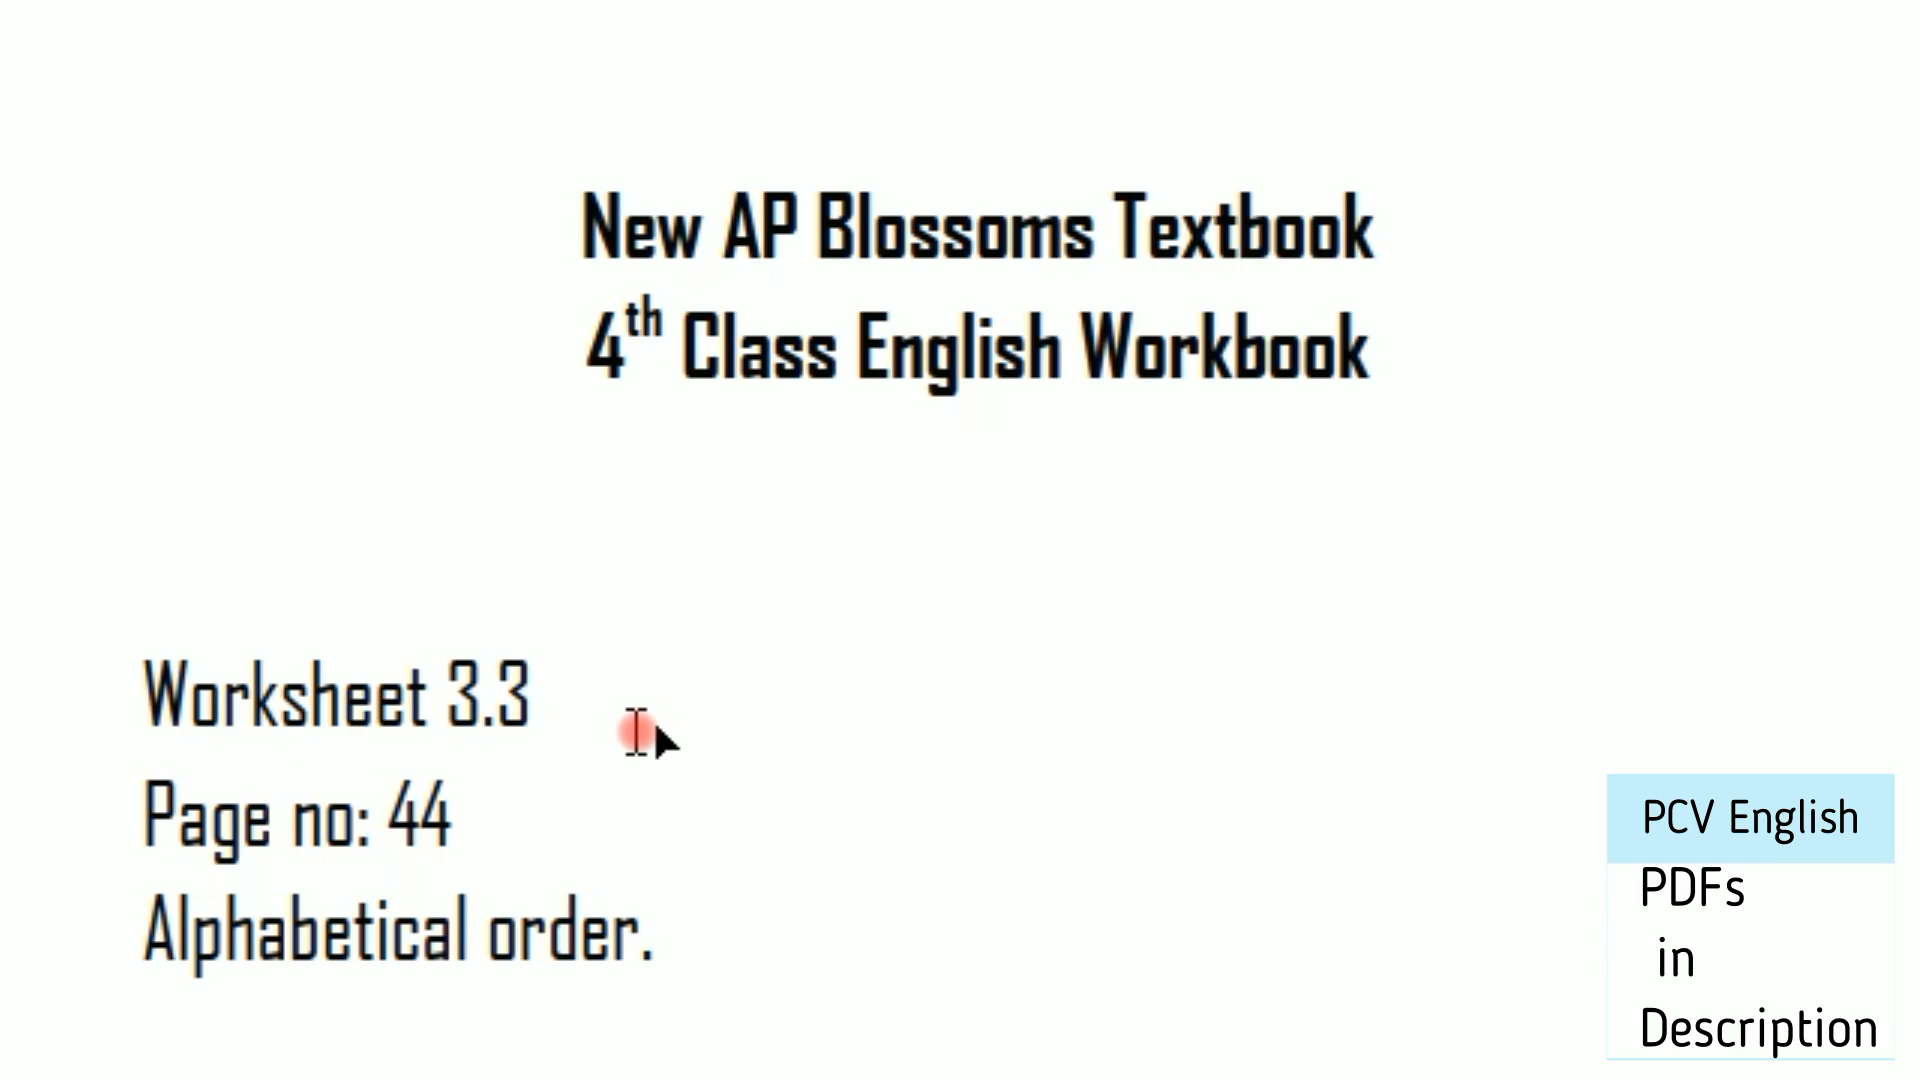 New AP Blossoms Textbook
4th Class English Workbook
Worksheet 3.3
Page no: 44
Alphabetical order.
PCV English
PDFs
in
Description